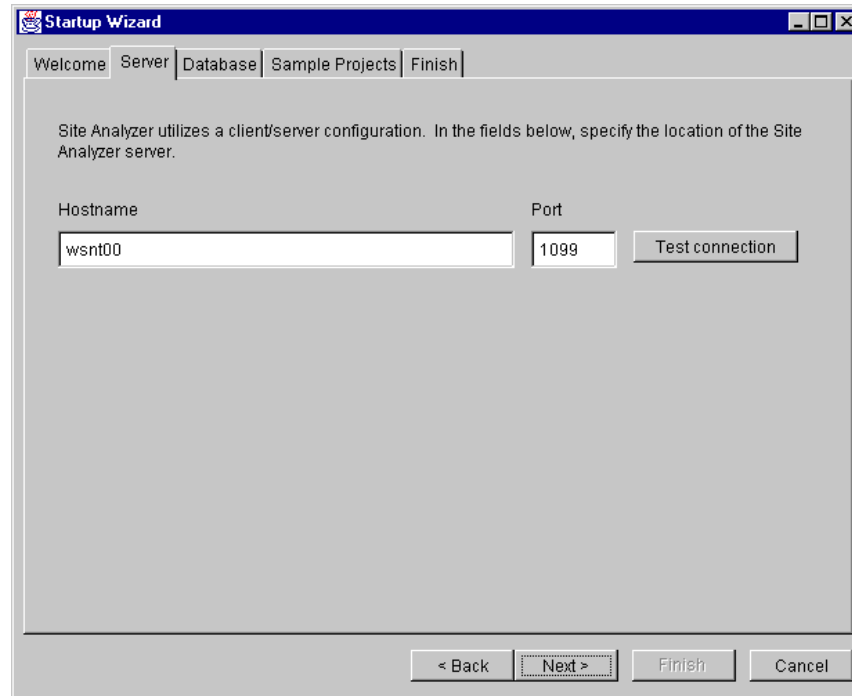 Startup Wizard
Welcome Server Database Sample Projects Finish
Site Analyzer utilizes a client/server configuration. In the fields below, specify the location of the Site
Analyzer server.
Hostname Port
wsnt00 1099 Test connection
< Back Next > Finish Cancel